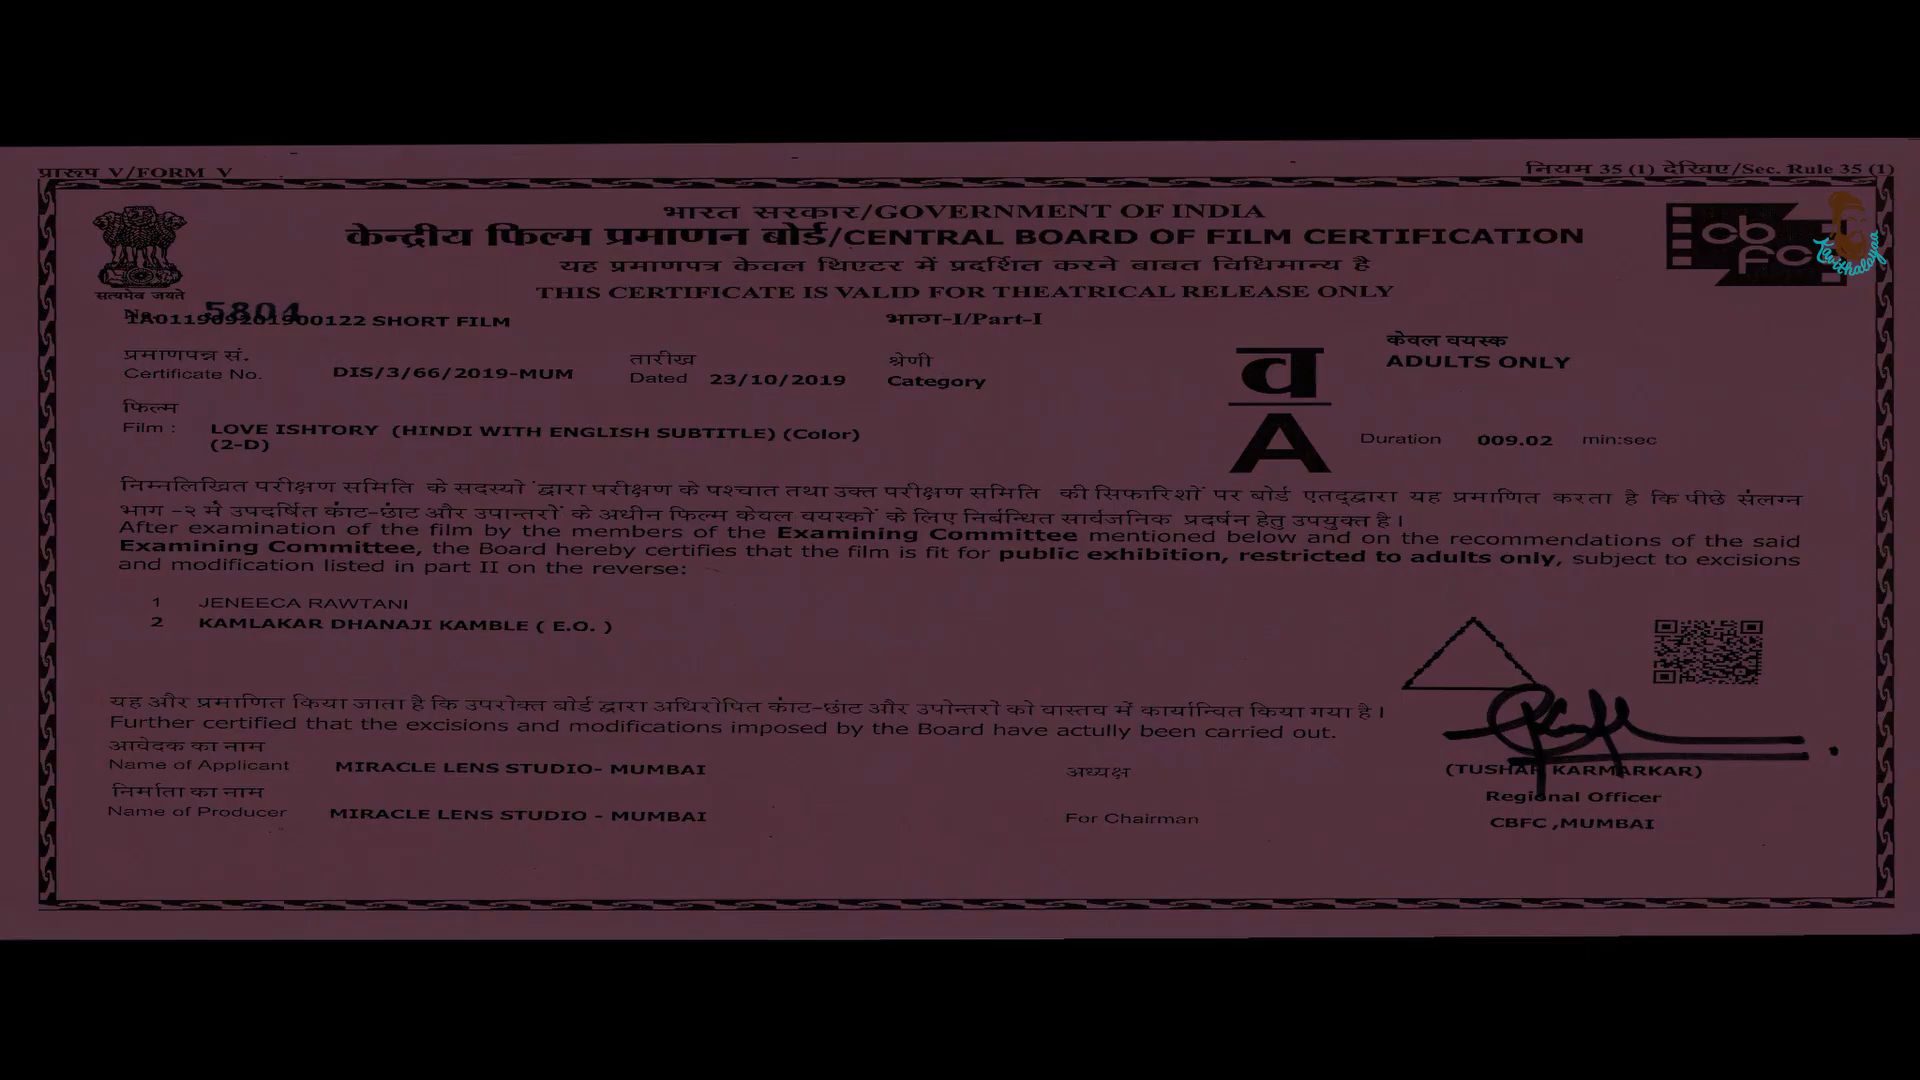 प्रारूप V/FORM V
नियम 35 (1) देखिए/Sec. Rule 35 (1)
भारत सरकार/GOVERNMENT OF INDIA
केन्द्रीय फिल्म प्रमाणन बोर्ड/CENTRAL BOARD OF FILM CERTIFICATION
यह प्रमाणपत्र केवल थिएटर में प्रदर्शित करने बाबत विधिमान्य है
THIS CERTIFICATE IS VALID FOR THEATRICAL RELEASE ONLY
cbfc
Kavithalayaa
सत्यमेव जयते
No. 5804
1A011909201900122 SHORT FILM
भाग-I/Part-I
प्रमाणपत्र सं.
Certificate No. DIS/3/66/2019-MUM
तारीख
Dated 23/10/2019
श्रेणी
Category
व
A
केवल वयस्क
ADULTS ONLY
फिल्म
Film : LOVE ISHTORY (HINDI WITH ENGLISH SUBTITLE) (Color)
(2-D)
Duration 009.02 min:sec
निम्नलिखित परीक्षण समिति के सदस्यों द्वारा परीक्षण के पश्चात तथा उक्त परीक्षण समिति की सिफारिशों पर बोर्ड एतद्द्वारा यह प्रमाणित करता है कि पीछे संलग्न
भाग -२ में उपदर्षित कांट-छांट और उपान्तरों के अधीन फिल्म केवल वयस्कों के लिए निर्बन्धित सार्वजनिक प्रदर्षन हेतु उपयुक्त है।
After examination of the film by the members of the Examining Committee mentioned below and on the recommendations of the said
Examining Committee, the Board hereby certifies that the film is fit for public exhibition, restricted to adults only, subject to excisions
and modification listed in part II on the reverse:
1 JENEECA RAWTANI
2 KAMLAKAR DHANAJI KAMBLE ( E.O. )
यह और प्रमाणित किया जाता है कि उपरोक्त बोर्ड द्वारा अधिरोपित कांट-छांट और उपोन्तरो को वास्तव में कार्यान्वित किया गया है।
Further certified that the excisions and modifications imposed by the Board have actully been carried out.
आवेदक का नाम
Name of Applicant MIRACLE LENS STUDIO- MUMBAI
निर्माता का नाम
Name of Producer MIRACLE LENS STUDIO - MUMBAI
अध्यक्ष
For Chairman
(TUSHAR KARMARKAR)
Regional Officer
CBFC ,MUMBAI